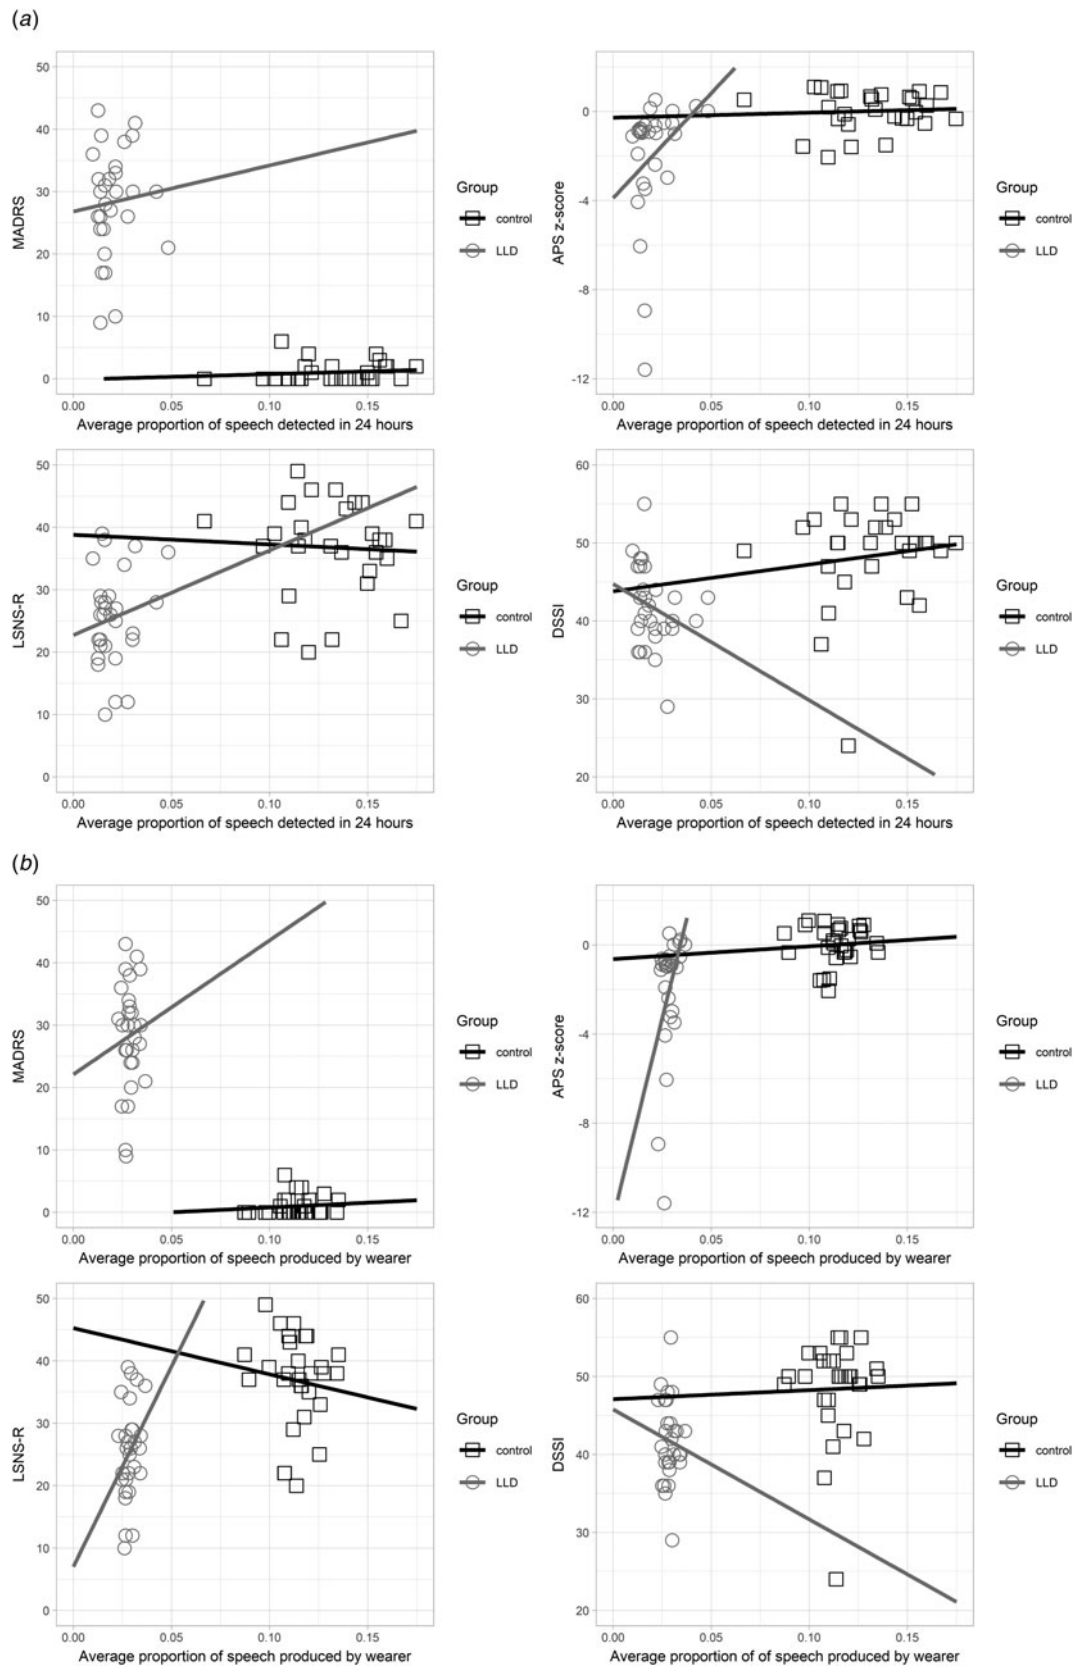 (a)
50
40
30
20
10
0
MADRS
0.00 0.05 0.10 0.15
Average proportion of speech detected in 24 hours
Group
control
LLD
0
-4
-8
-12
APS z-score
0.00 0.05 0.10 0.15
Average proportion of speech detected in 24 hours
Group
control
LLD
50
40
30
20
10
0
LSNS-R
0.00 0.05 0.10 0.15
Average proportion of speech detected in 24 hours
Group
control
LLD
60
50
40
30
20
DSSI
0.00 0.05 0.10 0.15
Average proportion of speech detected in 24 hours
Group
control
LLD
(b)
50
40
30
20
10
0
MADRS
0.00 0.05 0.10 0.15
Average proportion of speech produced by wearer
Group
control
LLD
0
-4
-8
-12
APS z-score
0.00 0.05 0.10 0.15
Average proportion of speech produced by wearer
Group
control
LLD
50
40
30
20
10
0
LSNS-R
0.00 0.05 0.10 0.15
Average proportion of speech produced by wearer
Group
control
LLD
60
50
40
30
20
DSSI
0.00 0.05 0.10 0.15
Average proportion of of speech produced by wearer
Group
control
LLD